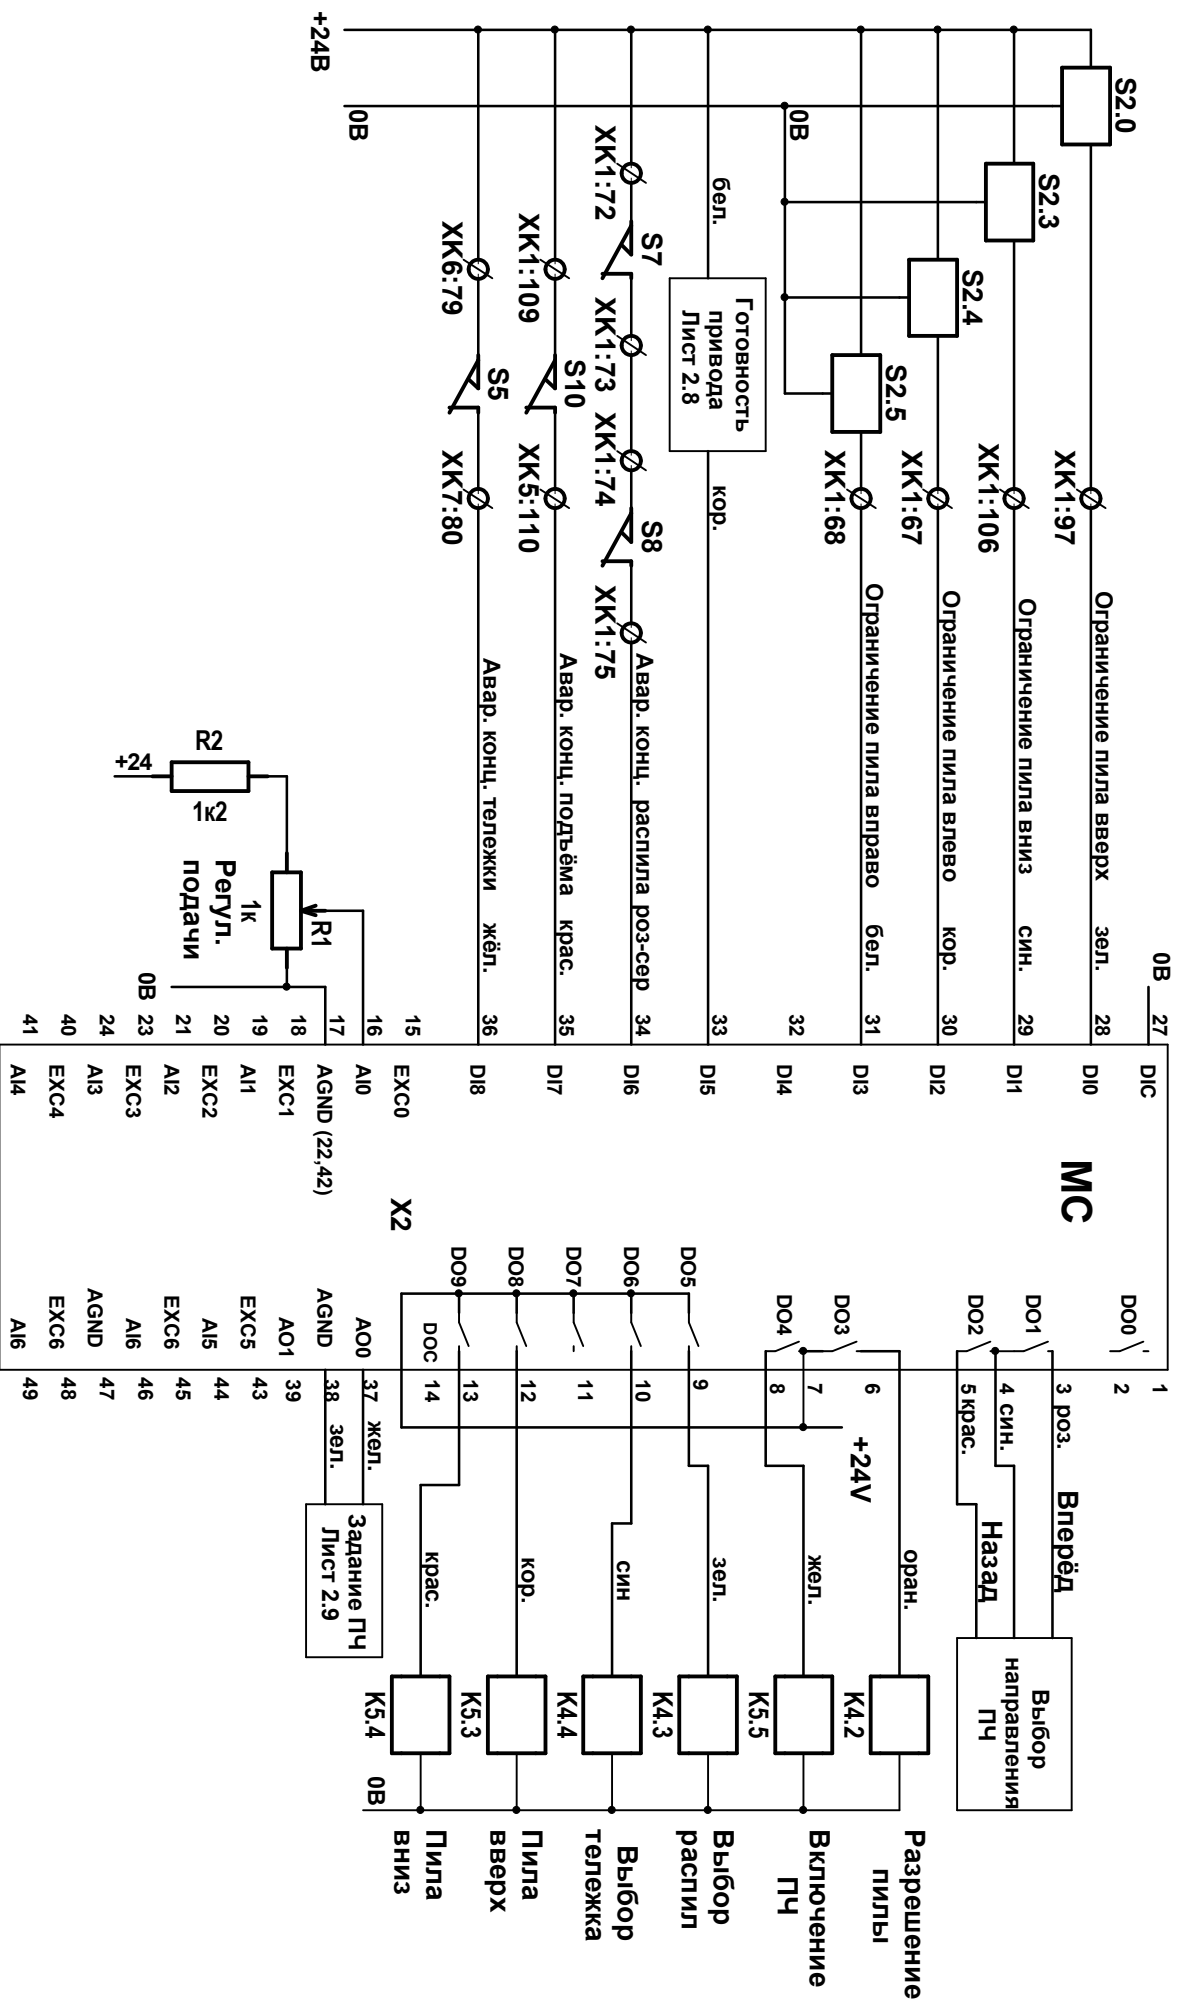 +24В
0В
S2.0
S2.3
S2.4
S2.5
0В
XK1:97
XK1:106
XK1:67
XK1:68
Ограничение пила вверх
зел.
Ограничение пила вниз
син.
Ограничение пила влево
кор.
Ограничение пила вправо
бел.
бел.
Готовность
привода
Лист 2.8
кор.
XK1:72
S7
XK1:73
XK1:74
S8
XK1:75
Авар. конц. распила
роз-сер
XK1:109
S10
XK5:110
Авар. конц. подъёма
крас.
XK6:79
S5
XK7:80
Авар. конц. тележки
жёл.
+24
R2
1к2
R1
1к
Регул.
подачи
0В
0В
27
28
29
30
31
32
33
34
35
36
15
16
17
18
19
20
21
23
24
40
41
DIC
DI0
DI1
DI2
DI3
DI4
DI5
DI6
DI7
DI8
EXC0
AI0
AGND (22,42)
EXC1
AI1
EXC2
AI2
EXC3
AI3
EXC4
AI4
МС
X2
DO0
DO1
DO2
DO3
DO4
DO5
DO6
DO7
DO8
DO9
DOC
AO0
AGND
AO1
EXC5
AI5
EXC6
AI6
AGND
EXC6
AI6
1
2
3
4
5
6
7
8
9
10
11
12
13
14
37
38
39
43
44
45
46
47
48
49
роз.
син.
крас.
Вперёд
Назад
Выбор
направления
ПЧ
+24V
оран.
жел.
зел.
син
кор.
крас.
жел.
зел.
Задание ПЧ
Лист 2.9
K4.2
K5.5
K4.3
K4.4
K5.3
K5.4
0В
Разрешение
пилы
Включение
ПЧ
Выбор
распил
Выбор
тележка
Пила
вверх
Пила
вниз